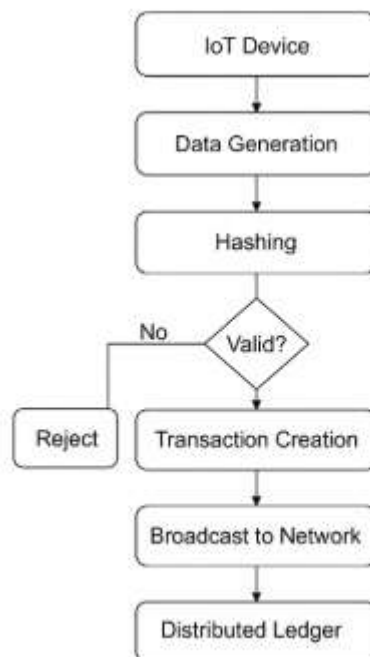 IoT Device
Data Generation
Hashing
Valid?
No
Reject
Transaction Creation
Broadcast to Network
Distributed Ledger